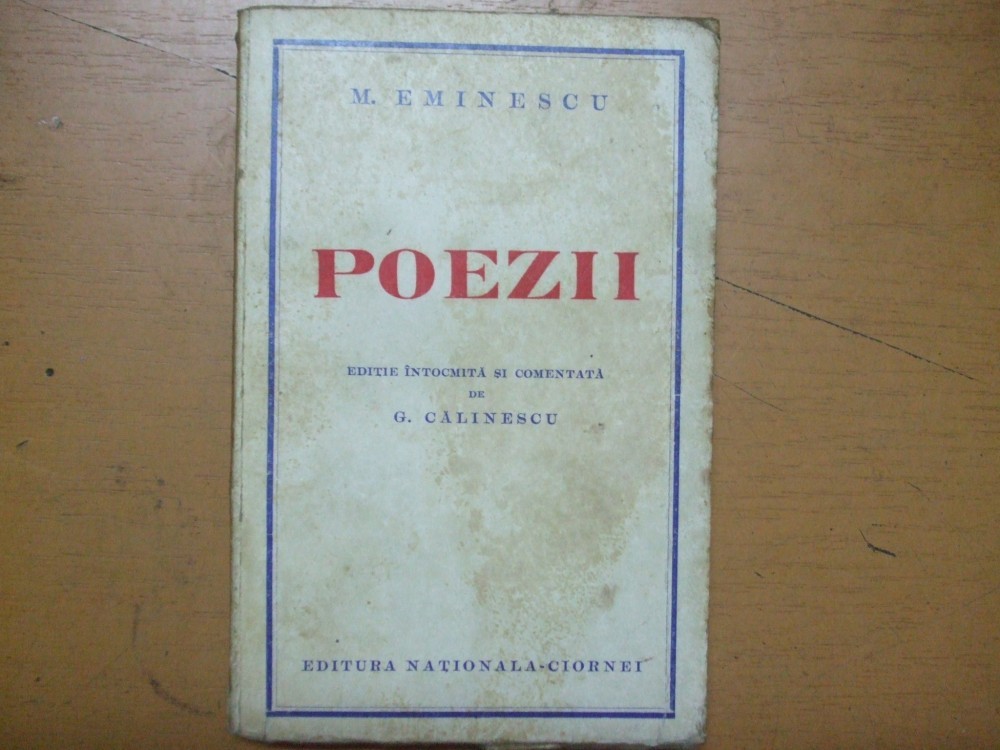 M. EMINESCU
POEZII
EDIȚIE ÎNTOCMITĂ ȘI COMENTATĂ
DE
G. CĂLINESCU
EDITURA NAȚIONALA-CIORNEI